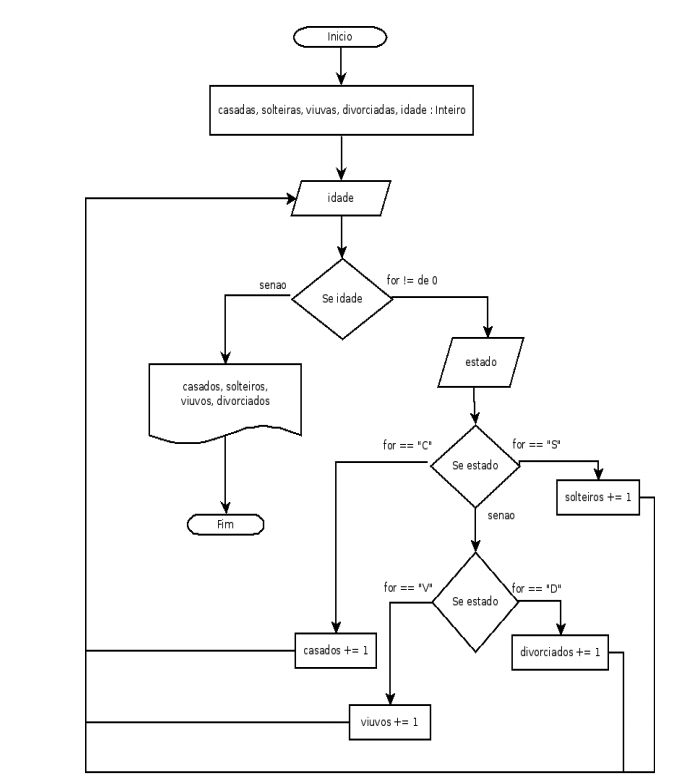 Inicio
casadas, solteiras, viuvas, divorciadas, idade : Inteiro
idade
senao
Se idade
for != de 0
estado
casados, solteiros,
viuvos, divorciados
for == "C"
Se estado
for == "S"
solteiros += 1
senao
Fim
for == "V"
Se estado
for == "D"
casados += 1
divorciados += 1
viuvos += 1